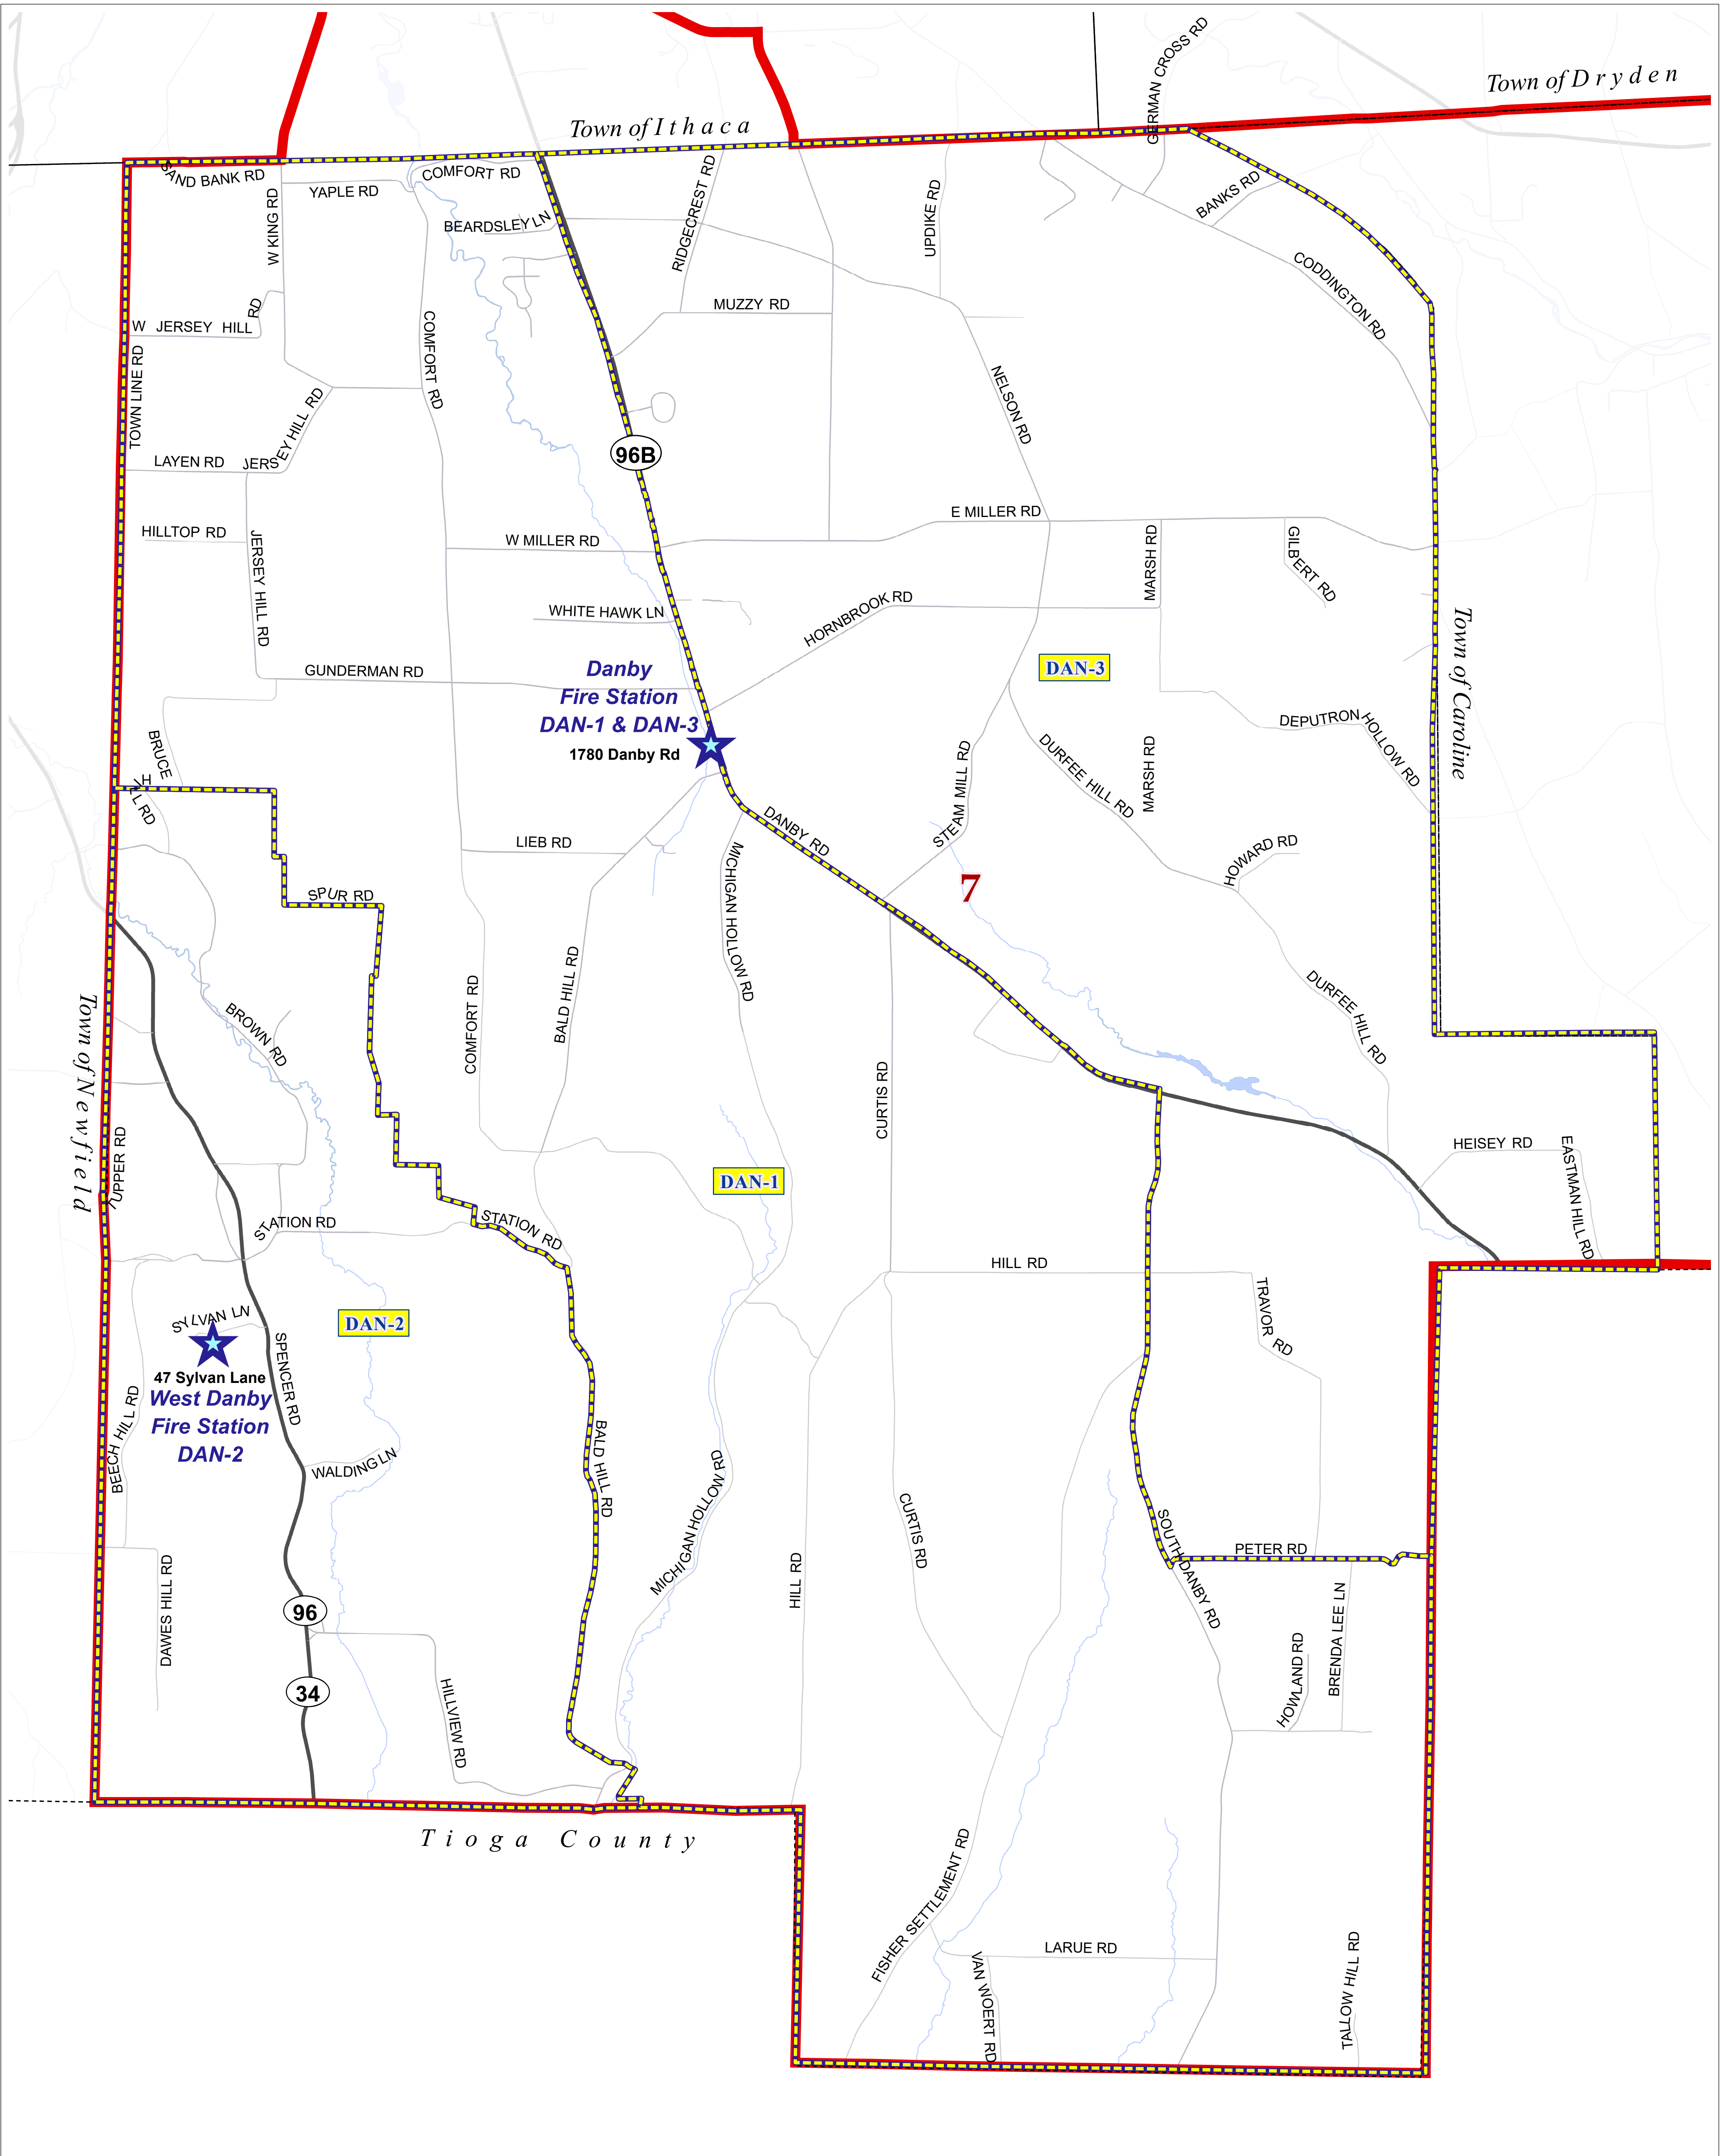 Town of Dryden
GERMAN CROSS RD
Town of Ithaca
SAND BANK RD
YAPLE RD
COMFORT RD
W KING RD
BEARDSLEY LN
RIDGECREST RD
UPDIKE RD
BANKS RD
CODDINGTON RD
MUZZY RD
W JERSEY HILL RD
TOWN LINE RD
COMFORT RD
NELSON RD
JERSEY HILL RD
LAYEN RD
96B
E MILLER RD
HILLTOP RD
W MILLER RD
JERSEY HILL RD
MARSH RD
GILBERT RD
WHITE HAWK LN
HORNBROOK RD
Town of Caroline
GUNDERMAN RD
Danby
Fire Station
DAN-1 & DAN-3
1780 Danby Rd
DAN-3
DEPUTRON HOLLOW RD
BRUCE HILL RD
STEAM MILL RD
DURFEE HILL RD
MARSH RD
DANBY RD
LIEB RD
MICHIGAN HOLLOW RD
HOWARD RD
7
SPUR RD
BALD HILL RD
COMFORT RD
DURFEE HILL RD
Town of Newfield
BROWN RD
CURTIS RD
TUPPER RD
HEISEY RD
EASTMAN HILL RD
DAN-1
STATION RD
STATION RD
HILL RD
TRAVOR RD
SYLVAN LN
DAN-2
SPENCER RD
47 Sylvan Lane
West Danby
Fire Station
DAN-2
BEECH HILL RD
WALDING LN
BALD HILL RD
MICHIGAN HOLLOW RD
CURTIS RD
SOUTH DANBY RD
PETER RD
DAWES HILL RD
HILL RD
96
34
HILLVIEW RD
HOWLAND RD
BRENDA LEE LN
Tioga County
FISHER SETTLEMENT RD
LARUE RD
VAN WOERT RD
TALLOW HILL RD